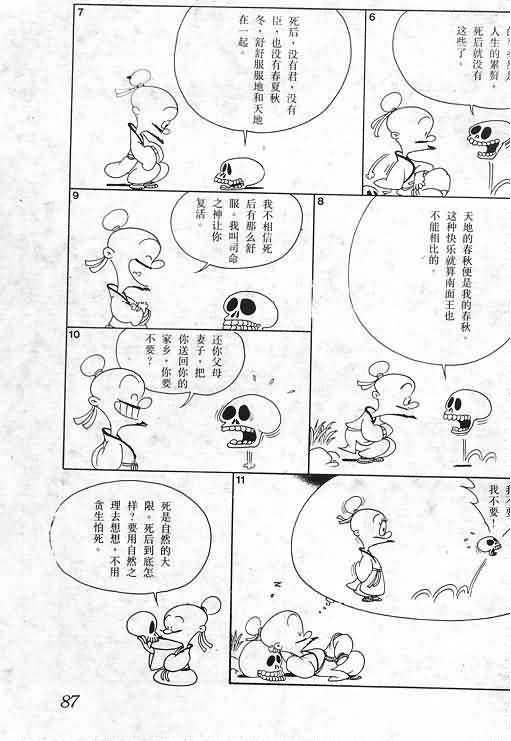 6
人生的累赘，
死后就没有
这些了。
7
死后，没有君，没有
臣，也没有春夏秋
冬，舒舒服服地和天地
在一起。
8
天地的春秋便是我的春秋。
这种快乐就算南面王也
不能相比的。
9
我不相信死
后有那么舒
服。我叫司命
之神让你
复活。
10
还你父母
妻子，把
你送回你的
家乡，你要
不要？
11
我不要！
死是自然的大
限。死后到底怎
样？要用自然之
理去想想，不用
贪生怕死。
87